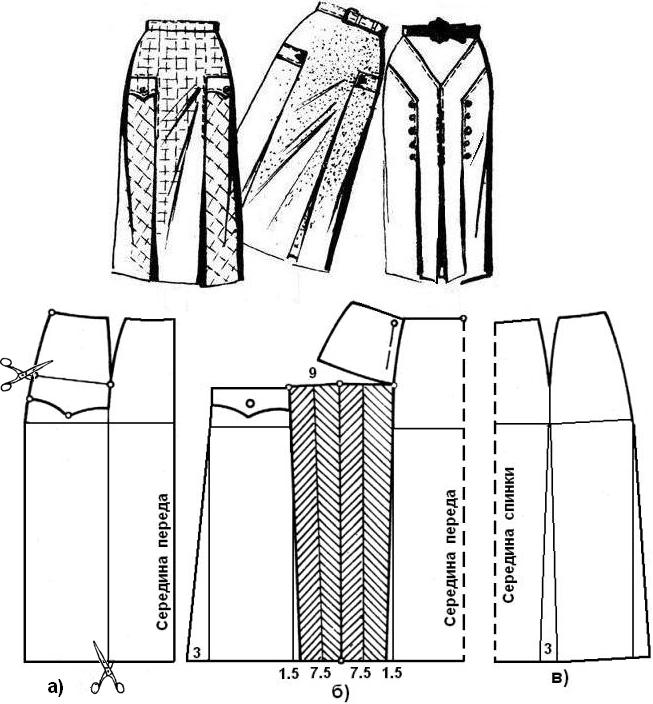 9
Середина переда
Середина переда
Середина спинки
3
3
1.5 7.5 7.5 1.5
а)
б)
в)